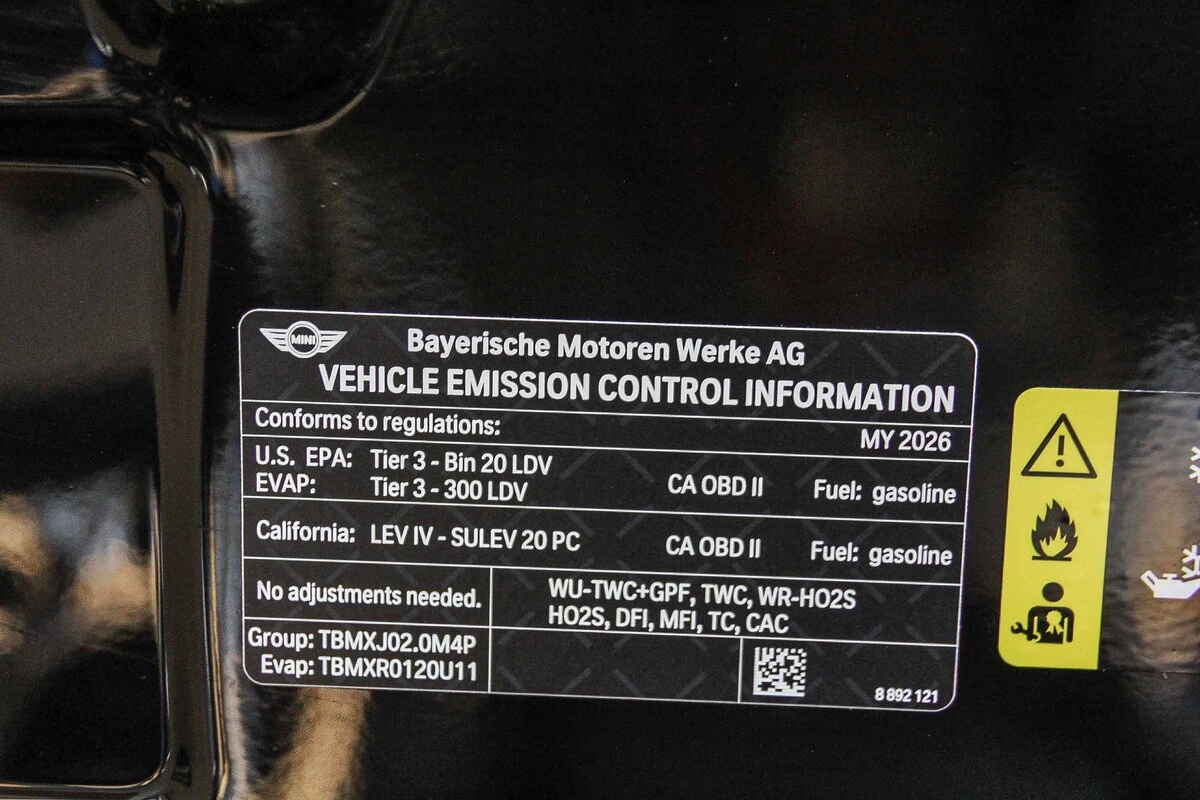 MINI
Bayerische Motoren Werke AG
VEHICLE EMISSION CONTROL INFORMATION
Conforms to regulations: MY 2026
U.S. EPA: Tier 3 - Bin 20 LDV
EVAP: Tier 3 - 300 LDV CA OBD II Fuel: gasoline
California: LEV IV - SULEV 20 PC CA OBD II Fuel: gasoline
No adjustments needed.
WU-TWC+GPF, TWC, WR-HO2S
HO2S, DFI, MFI, TC, CAC
Group: TBMXJ02.0M4P
Evap: TBMXR0120U11
8 892 121